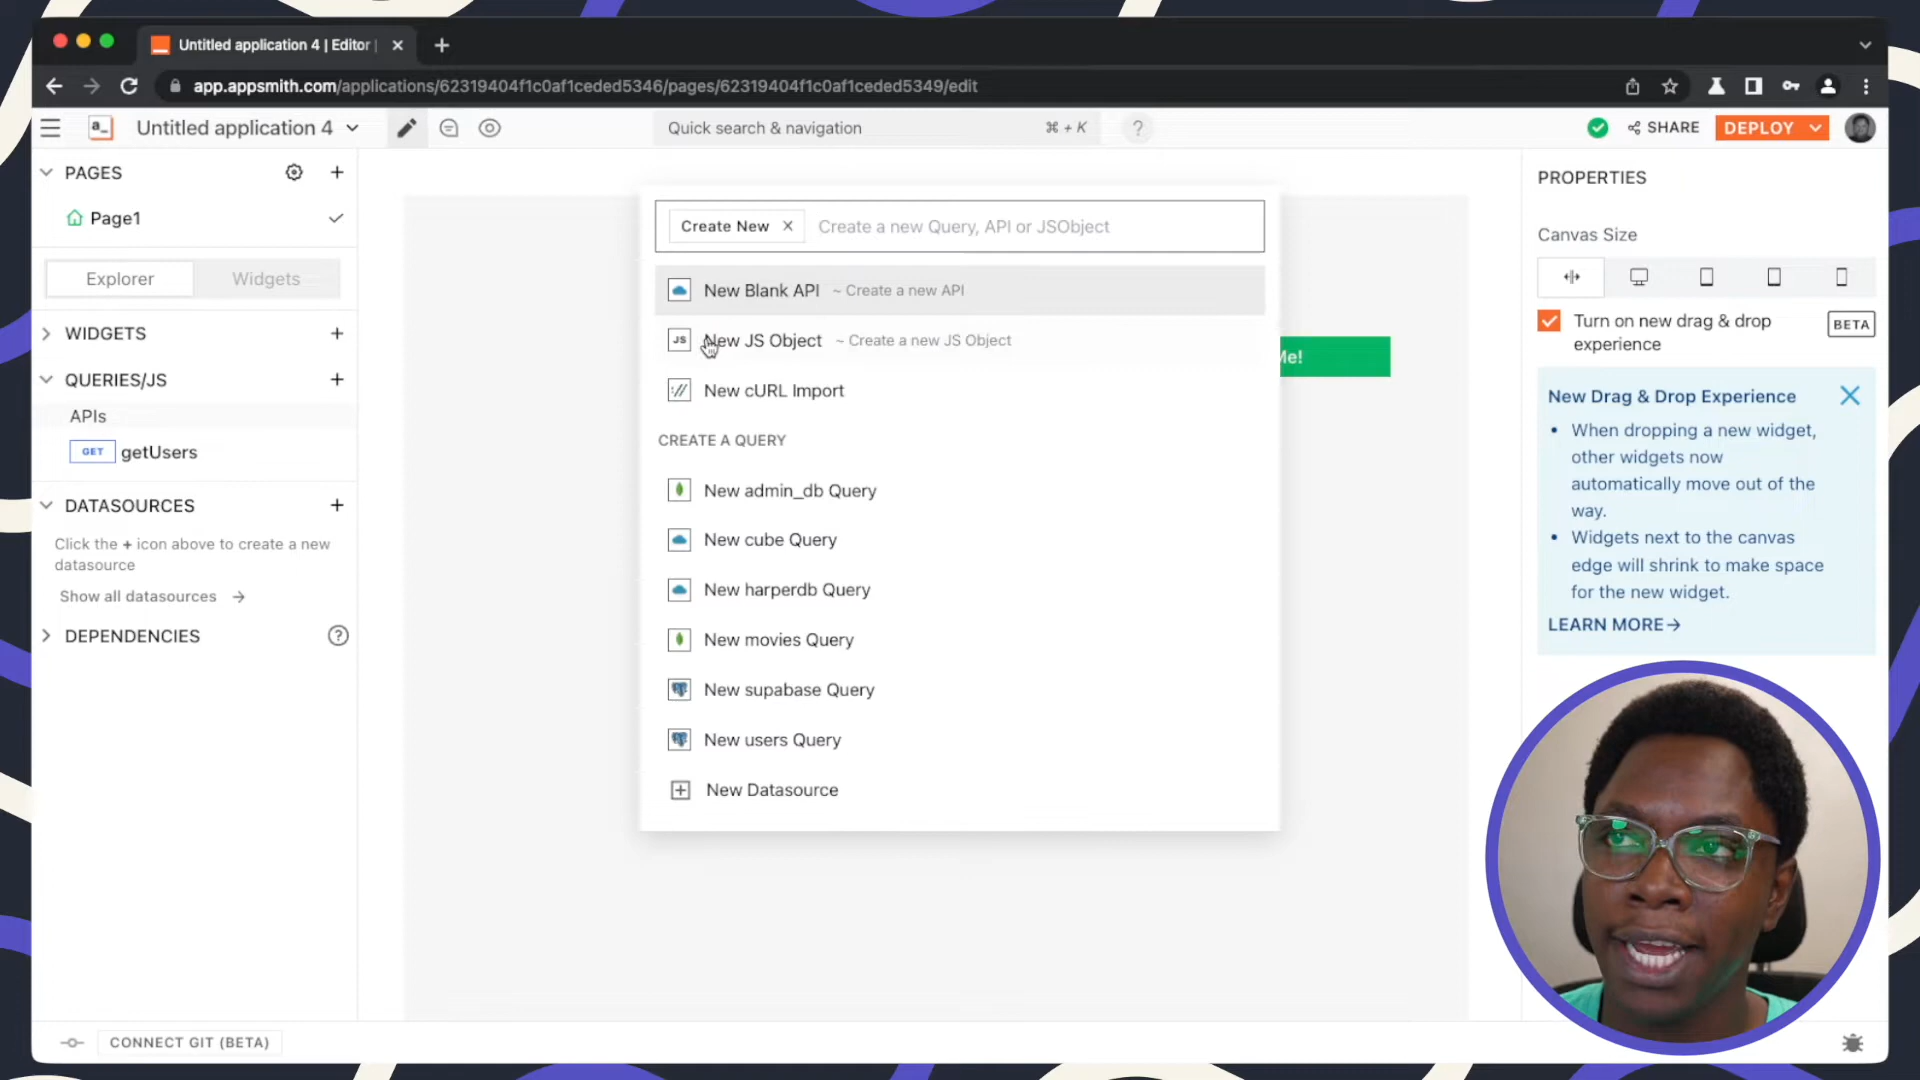 Untitled application 4 | Editor |
app.appsmith.com/applications/62319404f1c0af1ceded5346/pages/62319404f1c0af1ceded5349/edit
a_
Untitled application 4
Quick search & navigation
⌘ + K
?
SHARE
DEPLOY
PAGES
Page1
Explorer
Widgets
WIDGETS
QUERIES/JS
APIs
GET getUsers
DATASOURCES
Click the + icon above to create a new
datasource
Show all datasources →
DEPENDENCIES
?
Create New × Create a new Query, API or JSObject
New Blank API ~ Create a new API
JS New JS Object ~ Create a new JS Object
:// New cURL Import
CREATE A QUERY
New admin_db Query
New cube Query
New harperdb Query
New movies Query
New supabase Query
New users Query
New Datasource
Me!
PROPERTIES
Canvas Size
Turn on new drag & drop
experience
BETA
New Drag & Drop Experience
• When dropping a new widget,
other widgets now
automatically move out of the
way.
• Widgets next to the canvas
edge will shrink to make space
for the new widget.
LEARN MORE→
CONNECT GIT (BETA)